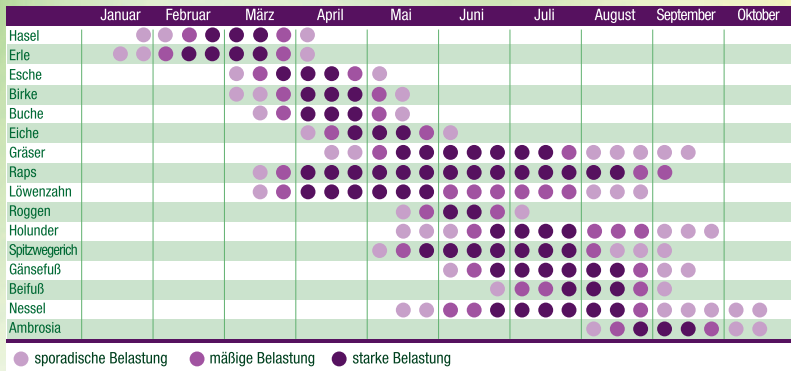 Januar Februar März April Mai Juni Juli August September Oktober
Hasel
Erle
Esche
Birke
Buche
Eiche
Gräser
Raps
Löwenzahn
Roggen
Holunder
Spitzwegerich
Gänsefuß
Beifuß
Nessel
Ambrosia
sporadische Belastung mäßige Belastung starke Belastung